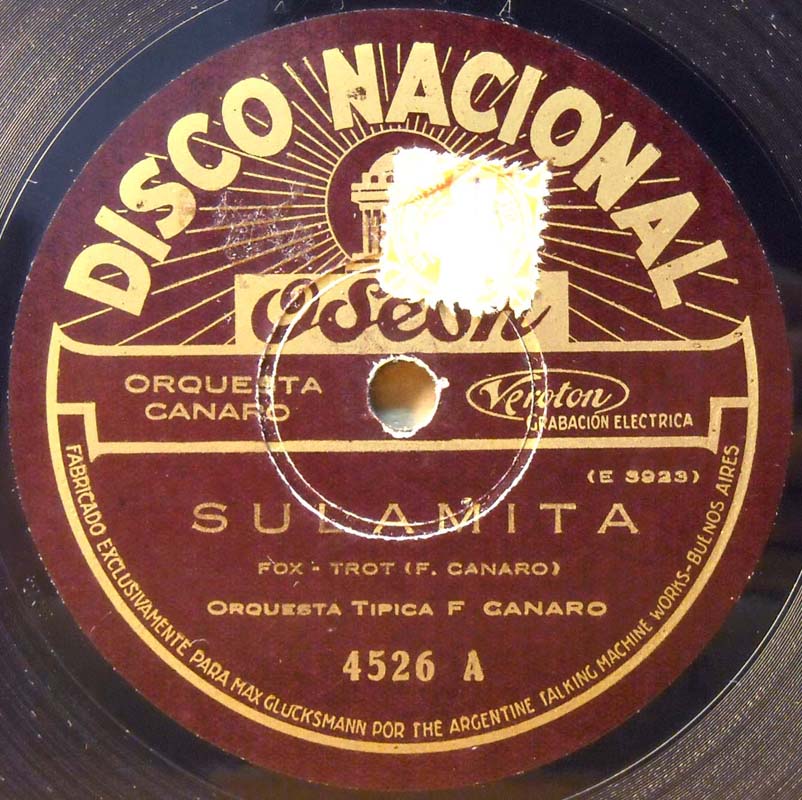 DISCO NACIONAL
Odeon
ORQUESTA
CANARO
Veroton
GRABACIÓN ELECTRICA
(E 3923)
SULAMITA
FOX - TROT (F. CANARO)
ORQUESTA TIPICA F CANARO
4526 A
FABRICADO EXCLUSIVAMENTE PARA MAX GLUCKSMANN POR THE ARGENTINE TALKING MACHINE WORKS-BUENOS AIRES